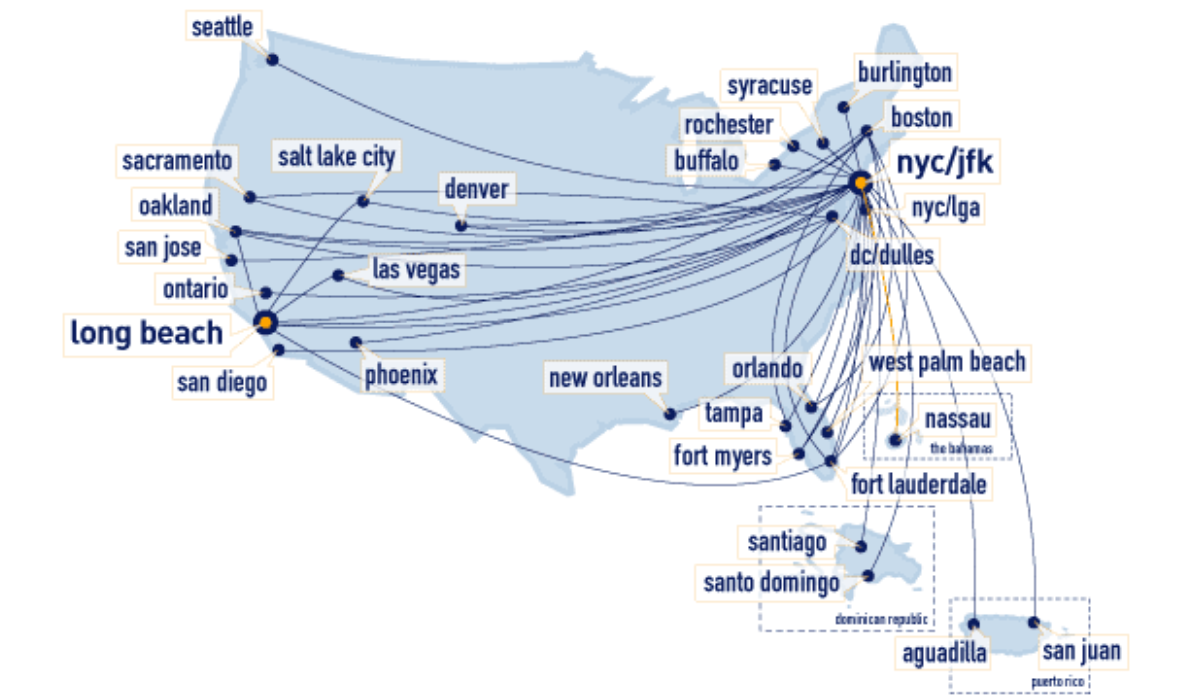 seattle
burlington
syracuse
boston
rochester
salt lake city
sacramento
buffalo
nyc/jfk
denver
oakland
nyc/lga
san jose
dc/dulles
las vegas
ontario
long beach
west palm beach
orlando
phoenix
new orleans
san diego
tampa
nassau
the bahamas
fort myers
fort lauderdale
santiago
santo domingo
dominican republic
aguadilla
san juan
puerto rico